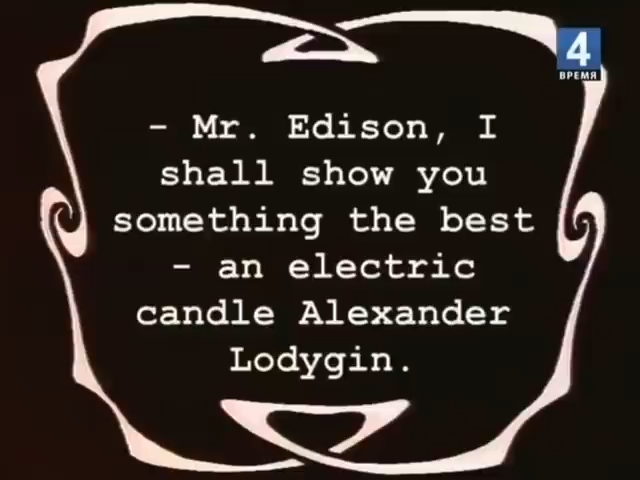 4
ВРЕМЯ
- Mr. Edison, I
shall show you
something the best
- an electric
candle Alexander
Lodygin.